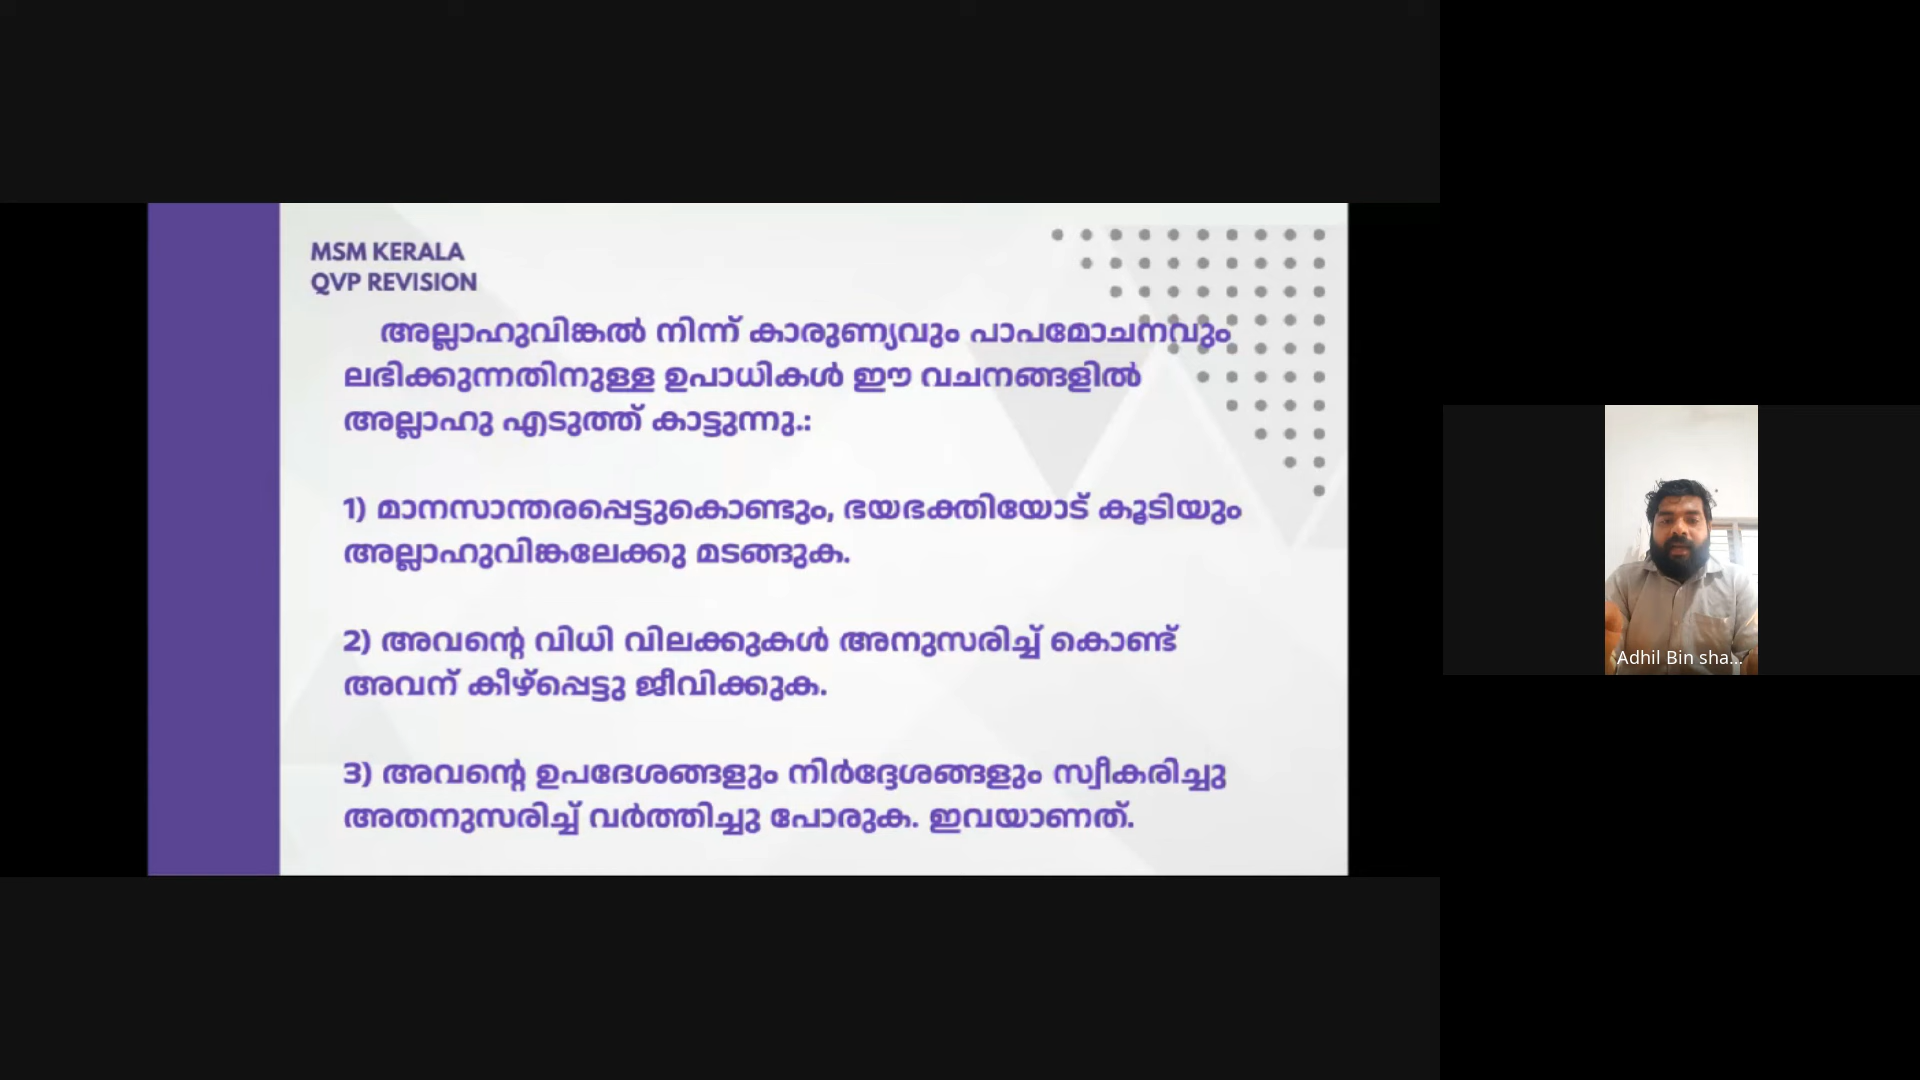 MSM KERALA
QVP REVISION
അല്ലാഹുവിങ്കൽ നിന്ന് കാരുണ്യവും പാപമോചനവും
ലഭിക്കുന്നതിനുള്ള ഉപാധികൾ ഈ വചനങ്ങളിൽ
അല്ലാഹു എടുത്ത് കാട്ടുന്നു.:
1) മാനസാന്തരപ്പെട്ടുകൊണ്ടും, ഭയഭക്തിയോട് കൂടിയും
അല്ലാഹുവിങ്കലേക്കു മടങ്ങുക.
2) അവന്റെ വിധി വിലക്കുകൾ അനുസരിച്ച് കൊണ്ട്
അവന് കീഴ്പ്പെട്ടു ജീവിക്കുക.
3) അവന്റെ ഉപദേശങ്ങളും നിർദ്ദേശങ്ങളും സ്വീകരിച്ചു
അതനുസരിച്ച് വർത്തിച്ചു പോരുക. ഇവയാണത്.
Adhil Bin sha...